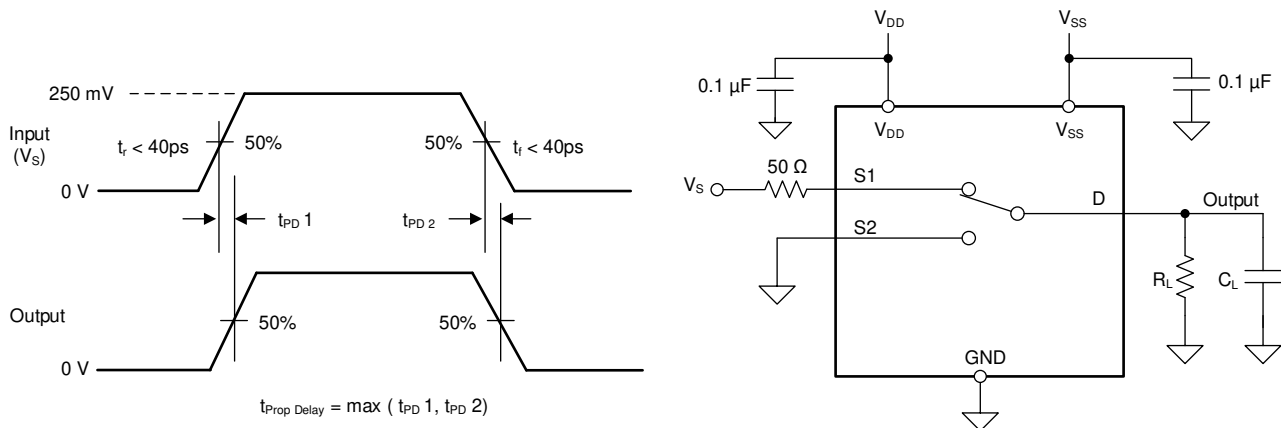 250 mV
Input
(VS)
tr < 40ps
50%
50%
tf < 40ps
0 V
tPD 1
tPD 2
Output
50%
50%
0 V
tProp Delay = max ( tPD 1, tPD 2)
VDD
VSS
0.1 µF
0.1 µF
VDD
VSS
50 Ω
VS
S1
D
Output
S2
RL
CL
GND